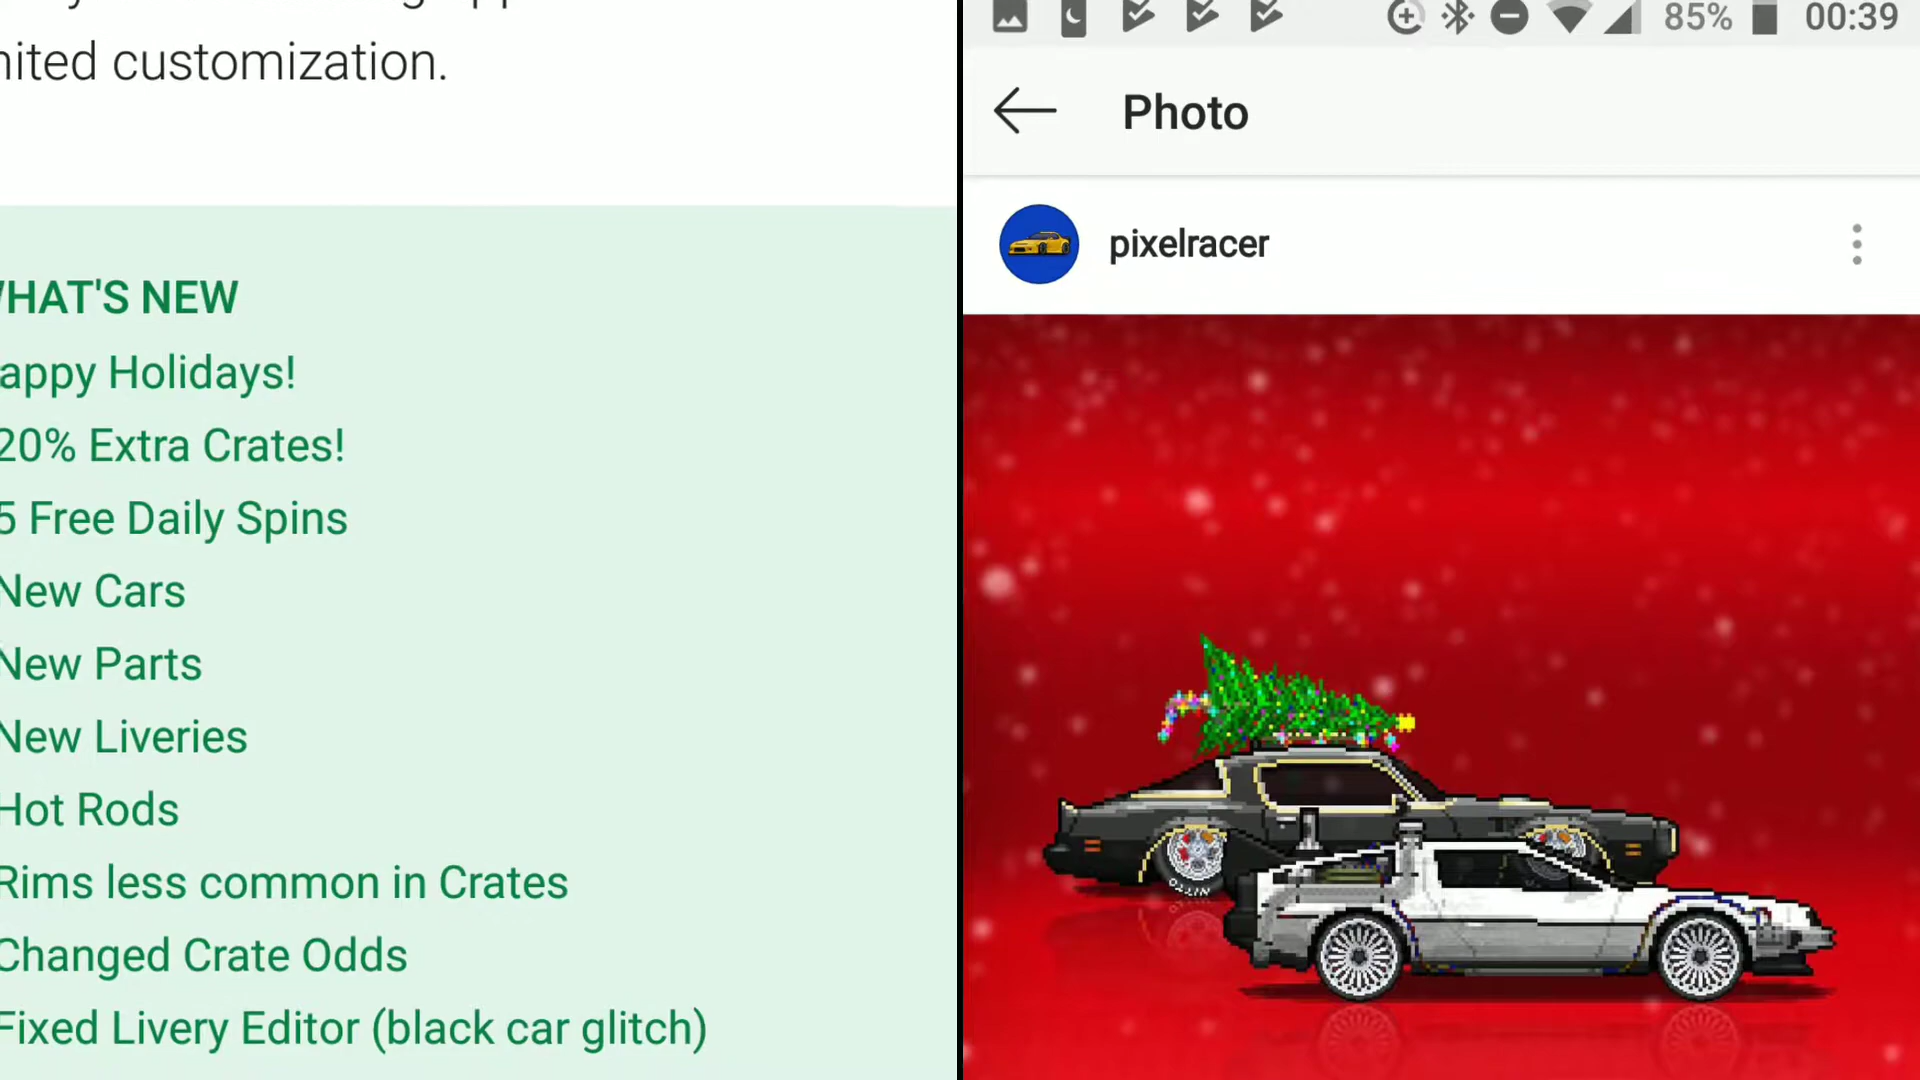 nited customization.
WHAT'S NEW
appy Holidays!
20% Extra Crates!
5 Free Daily Spins
New Cars
New Parts
New Liveries
Hot Rods
Rims less common in Crates
Changed Crate Odds
Fixed Livery Editor (black car glitch)
85% 00:39
Photo
pixelracer
NITTO